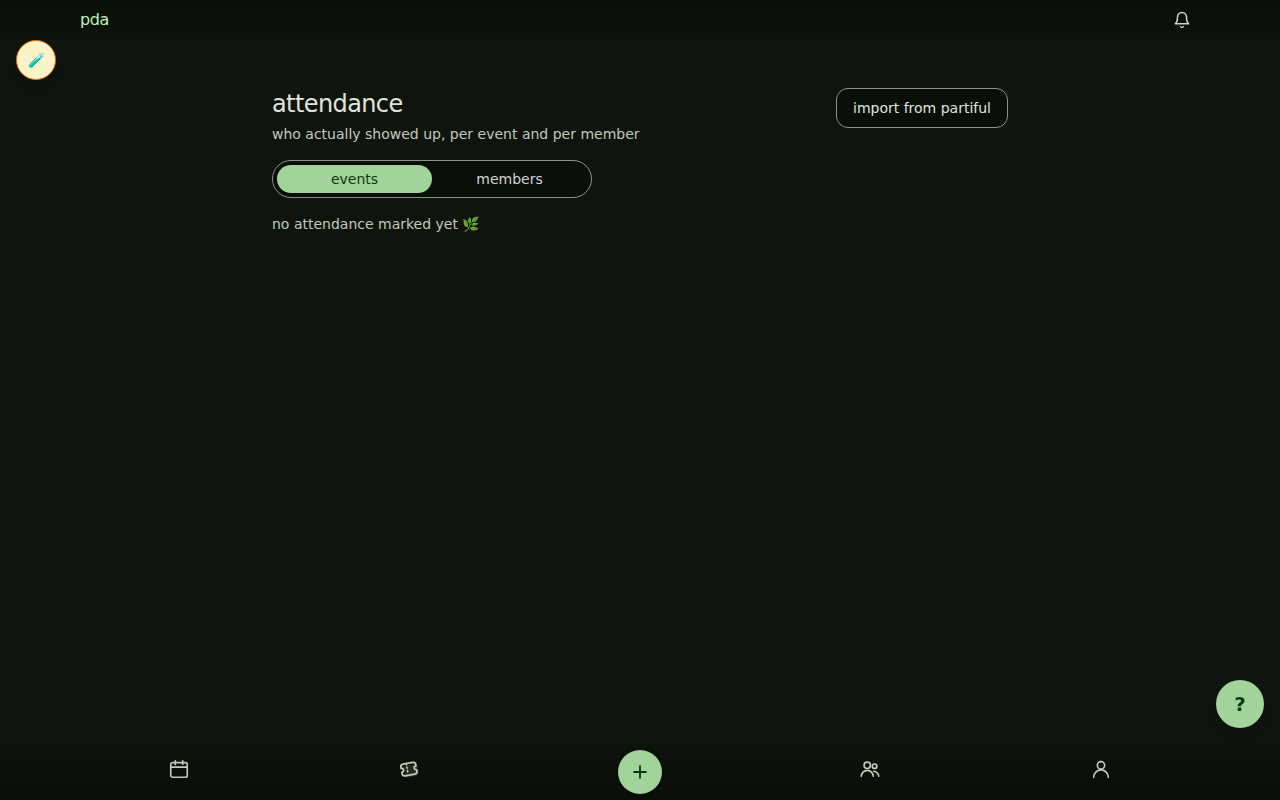 pda
attendance
import from partiful
who actually showed up, per event and per member
events
members
no attendance marked yet 🌿
?